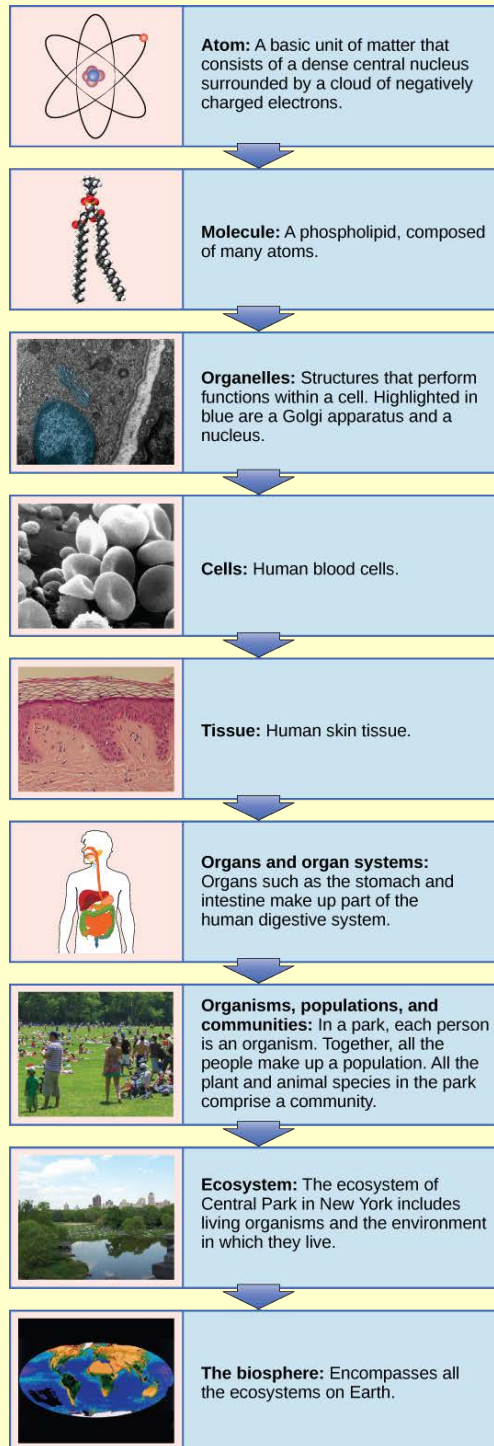 Atom: A basic unit of matter that
consists of a dense central nucleus
surrounded by a cloud of negatively
charged electrons.
Molecule: A phospholipid, composed
of many atoms.
Organelles: Structures that perform
functions within a cell. Highlighted in
blue are a Golgi apparatus and a
nucleus.
Cells: Human blood cells.
Tissue: Human skin tissue.
Organs and organ systems:
Organs such as the stomach and
intestine make up part of the
human digestive system.
Organisms, populations, and
communities: In a park, each person
is an organism. Together, all the
people make up a population. All the
plant and animal species in the park
comprise a community.
Ecosystem: The ecosystem of
Central Park in New York includes
living organisms and the environment
in which they live.
The biosphere: Encompasses all
the ecosystems on Earth.